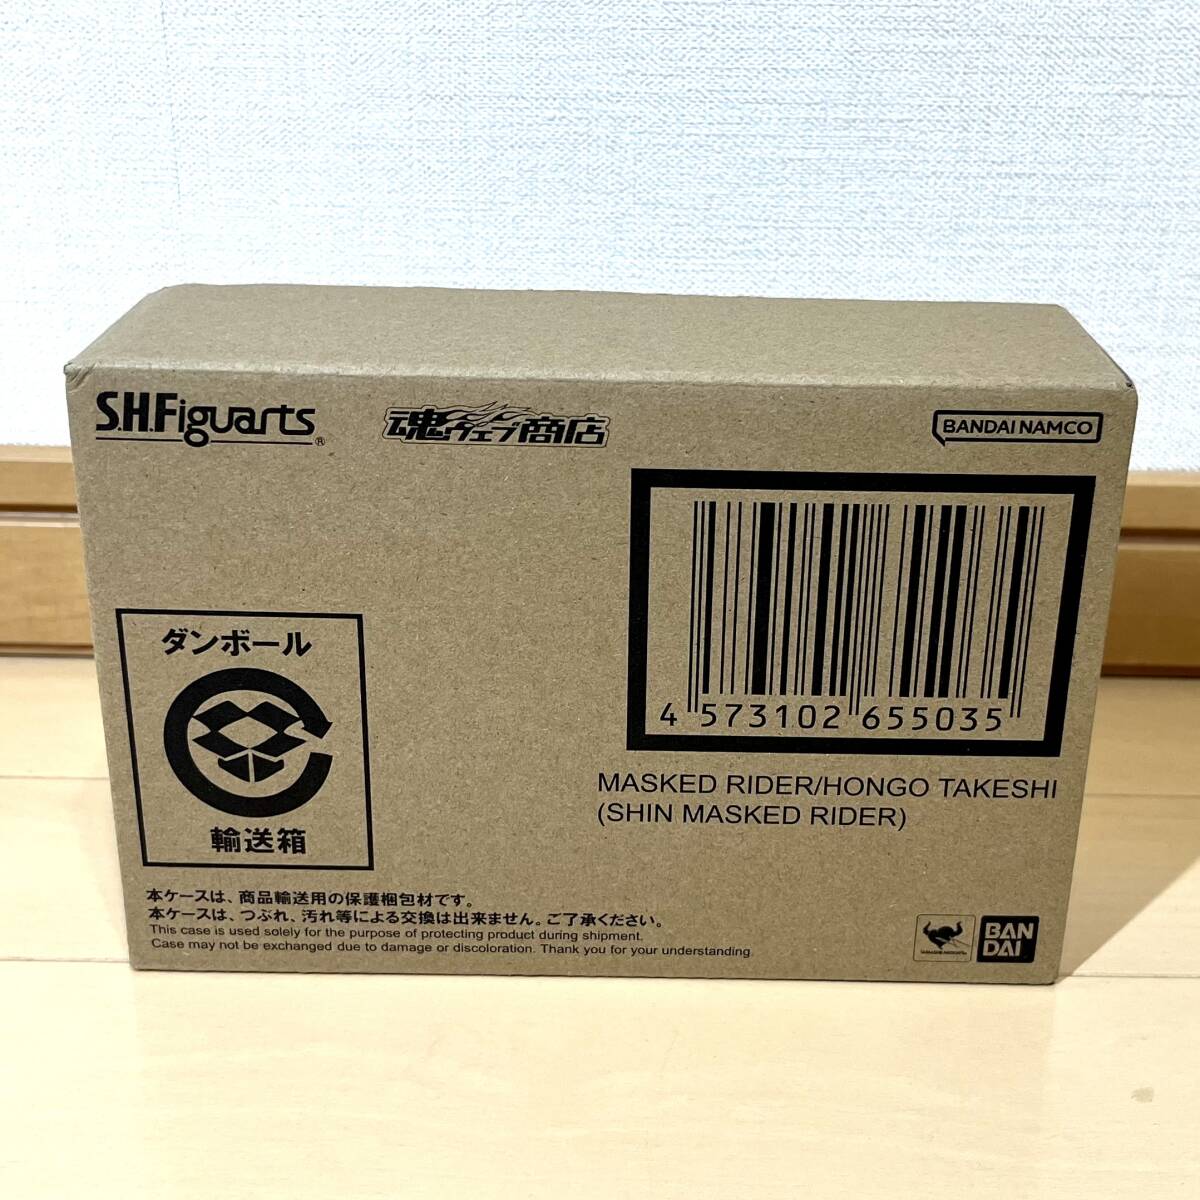 S.H.Figuarts®
魂ウェブ商店
BANDAI NAMCO
4 573102 655035
MASKED RIDER/HONGO TAKESHI
(SHIN MASKED RIDER)
ダンボール
輸送箱
本ケースは、商品輸送用の保護梱包材です。
本ケースは、つぶれ、汚れ等による交換は出来ません。ご了承ください。
This case is used solely for the purpose of protecting product during shipment.
Case may not be exchanged due to damage or discoloration. Thank you for your understanding.
BAN
DAI